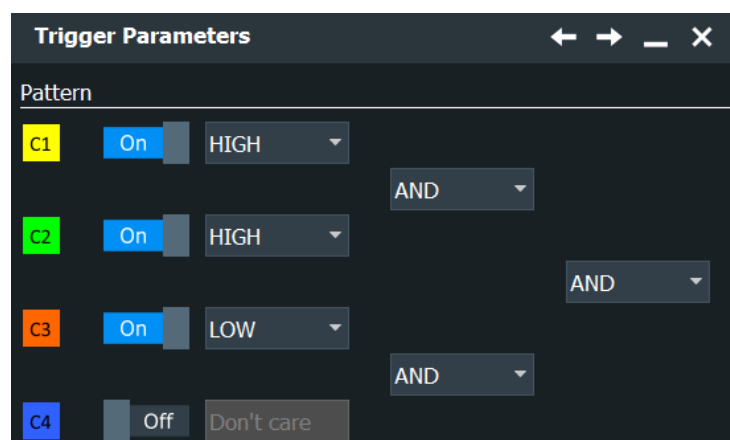 Trigger Parameters
Pattern
C1 On HIGH
AND
C2 On HIGH
AND
C3 On LOW
AND
C4 Off Don't care